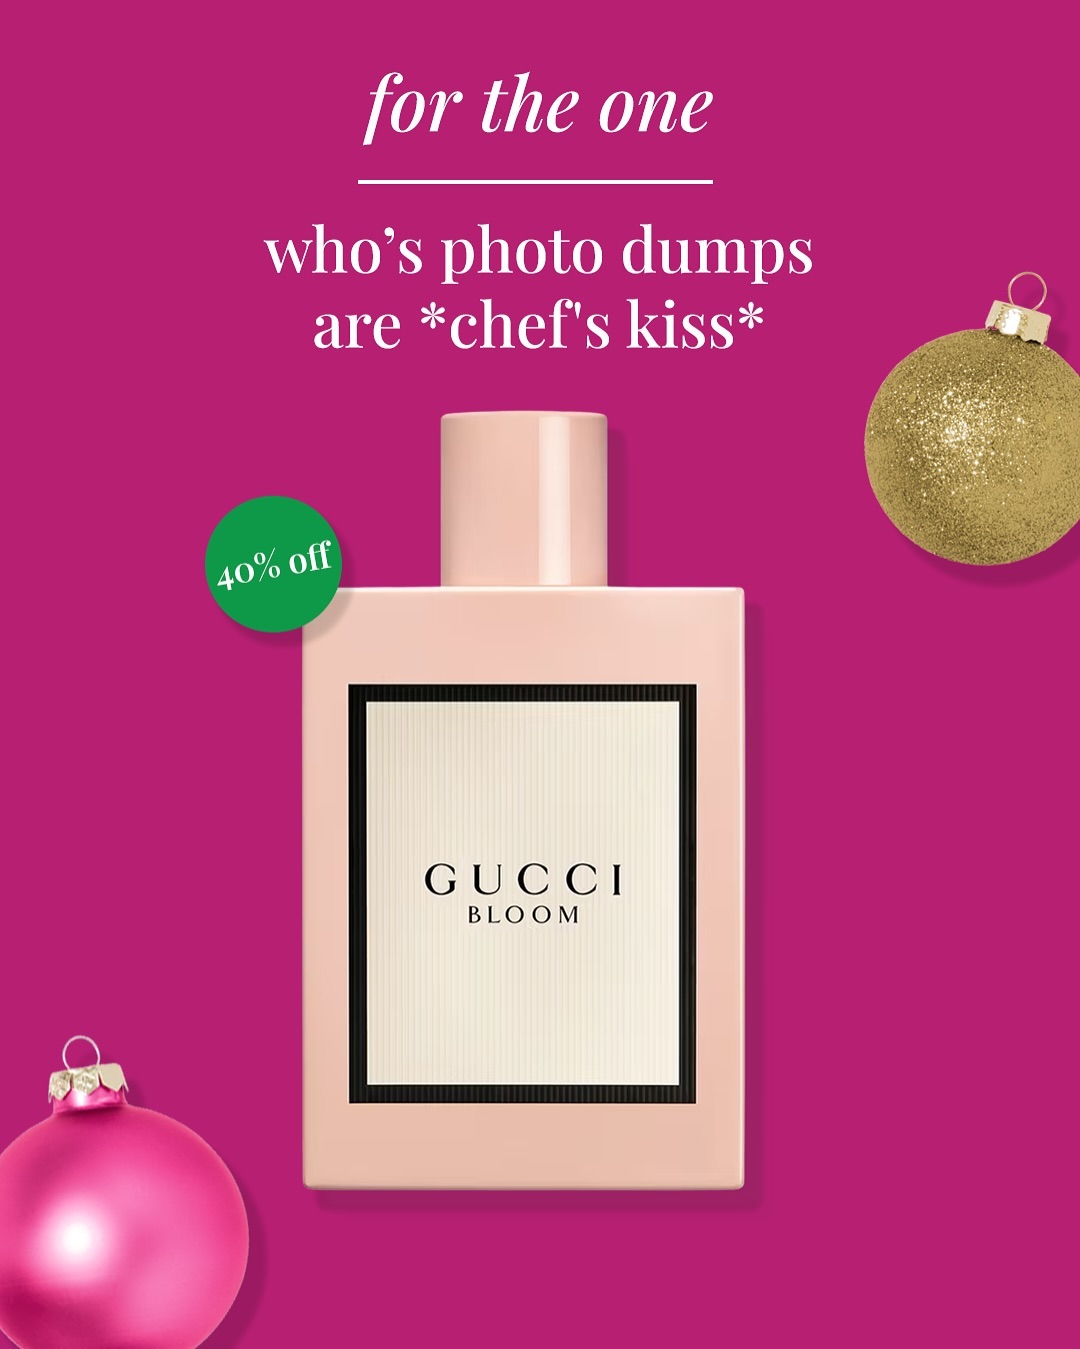 for the one
who’s photo dumps
are *chef's kiss*
40% off
GUCCI
BLOOM